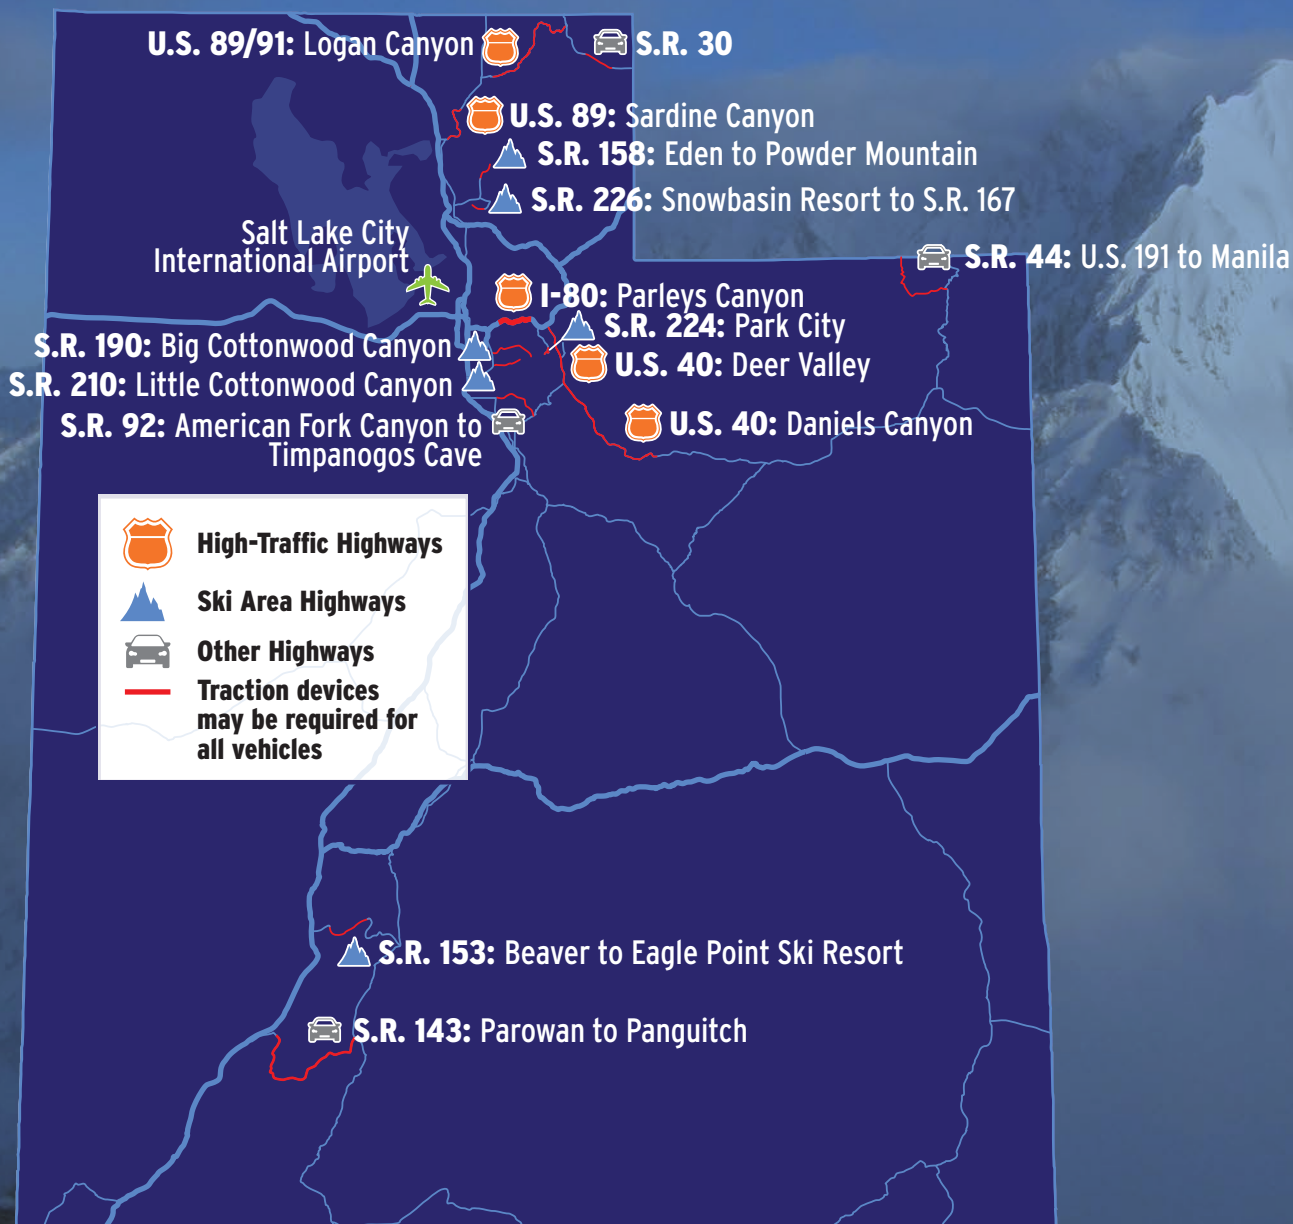 U.S. 89/91: Logan Canyon
S.R. 30
U.S. 89: Sardine Canyon
S.R. 158: Eden to Powder Mountain
S.R. 226: Snowbasin Resort to S.R. 167
Salt Lake City
International Airport
S.R. 44: U.S. 191 to Manila
I-80: Parleys Canyon
S.R. 224: Park City
S.R. 190: Big Cottonwood Canyon
U.S. 40: Deer Valley
S.R. 210: Little Cottonwood Canyon
S.R. 92: American Fork Canyon to
Timpanogos Cave
U.S. 40: Daniels Canyon
High-Traffic Highways
Ski Area Highways
Other Highways
Traction devices
may be required for
all vehicles
S.R. 153: Beaver to Eagle Point Ski Resort
S.R. 143: Parowan to Panguitch